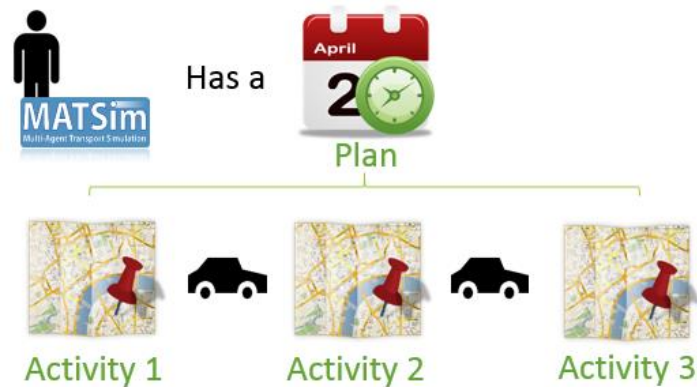 Has a
April
2
MATSim
Multi-Agent Transport Simulation
Plan
Activity 1
Activity 2
Activity 3